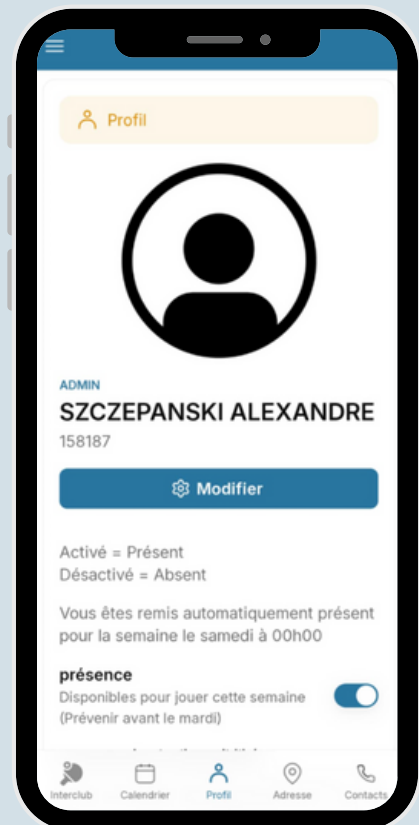 Profil
ADMIN
SZCZEPANSKI ALEXANDRE
158187
Modifier
Activé = Présent
Désactivé = Absent
Vous êtes remis automatiquement présent
pour la semaine le samedi à 00h00
présence
Disponibles pour jouer cette semaine
(Prévenir avant le mardi)
Interclub
Calendrier
Profil
Adresse
Contacts